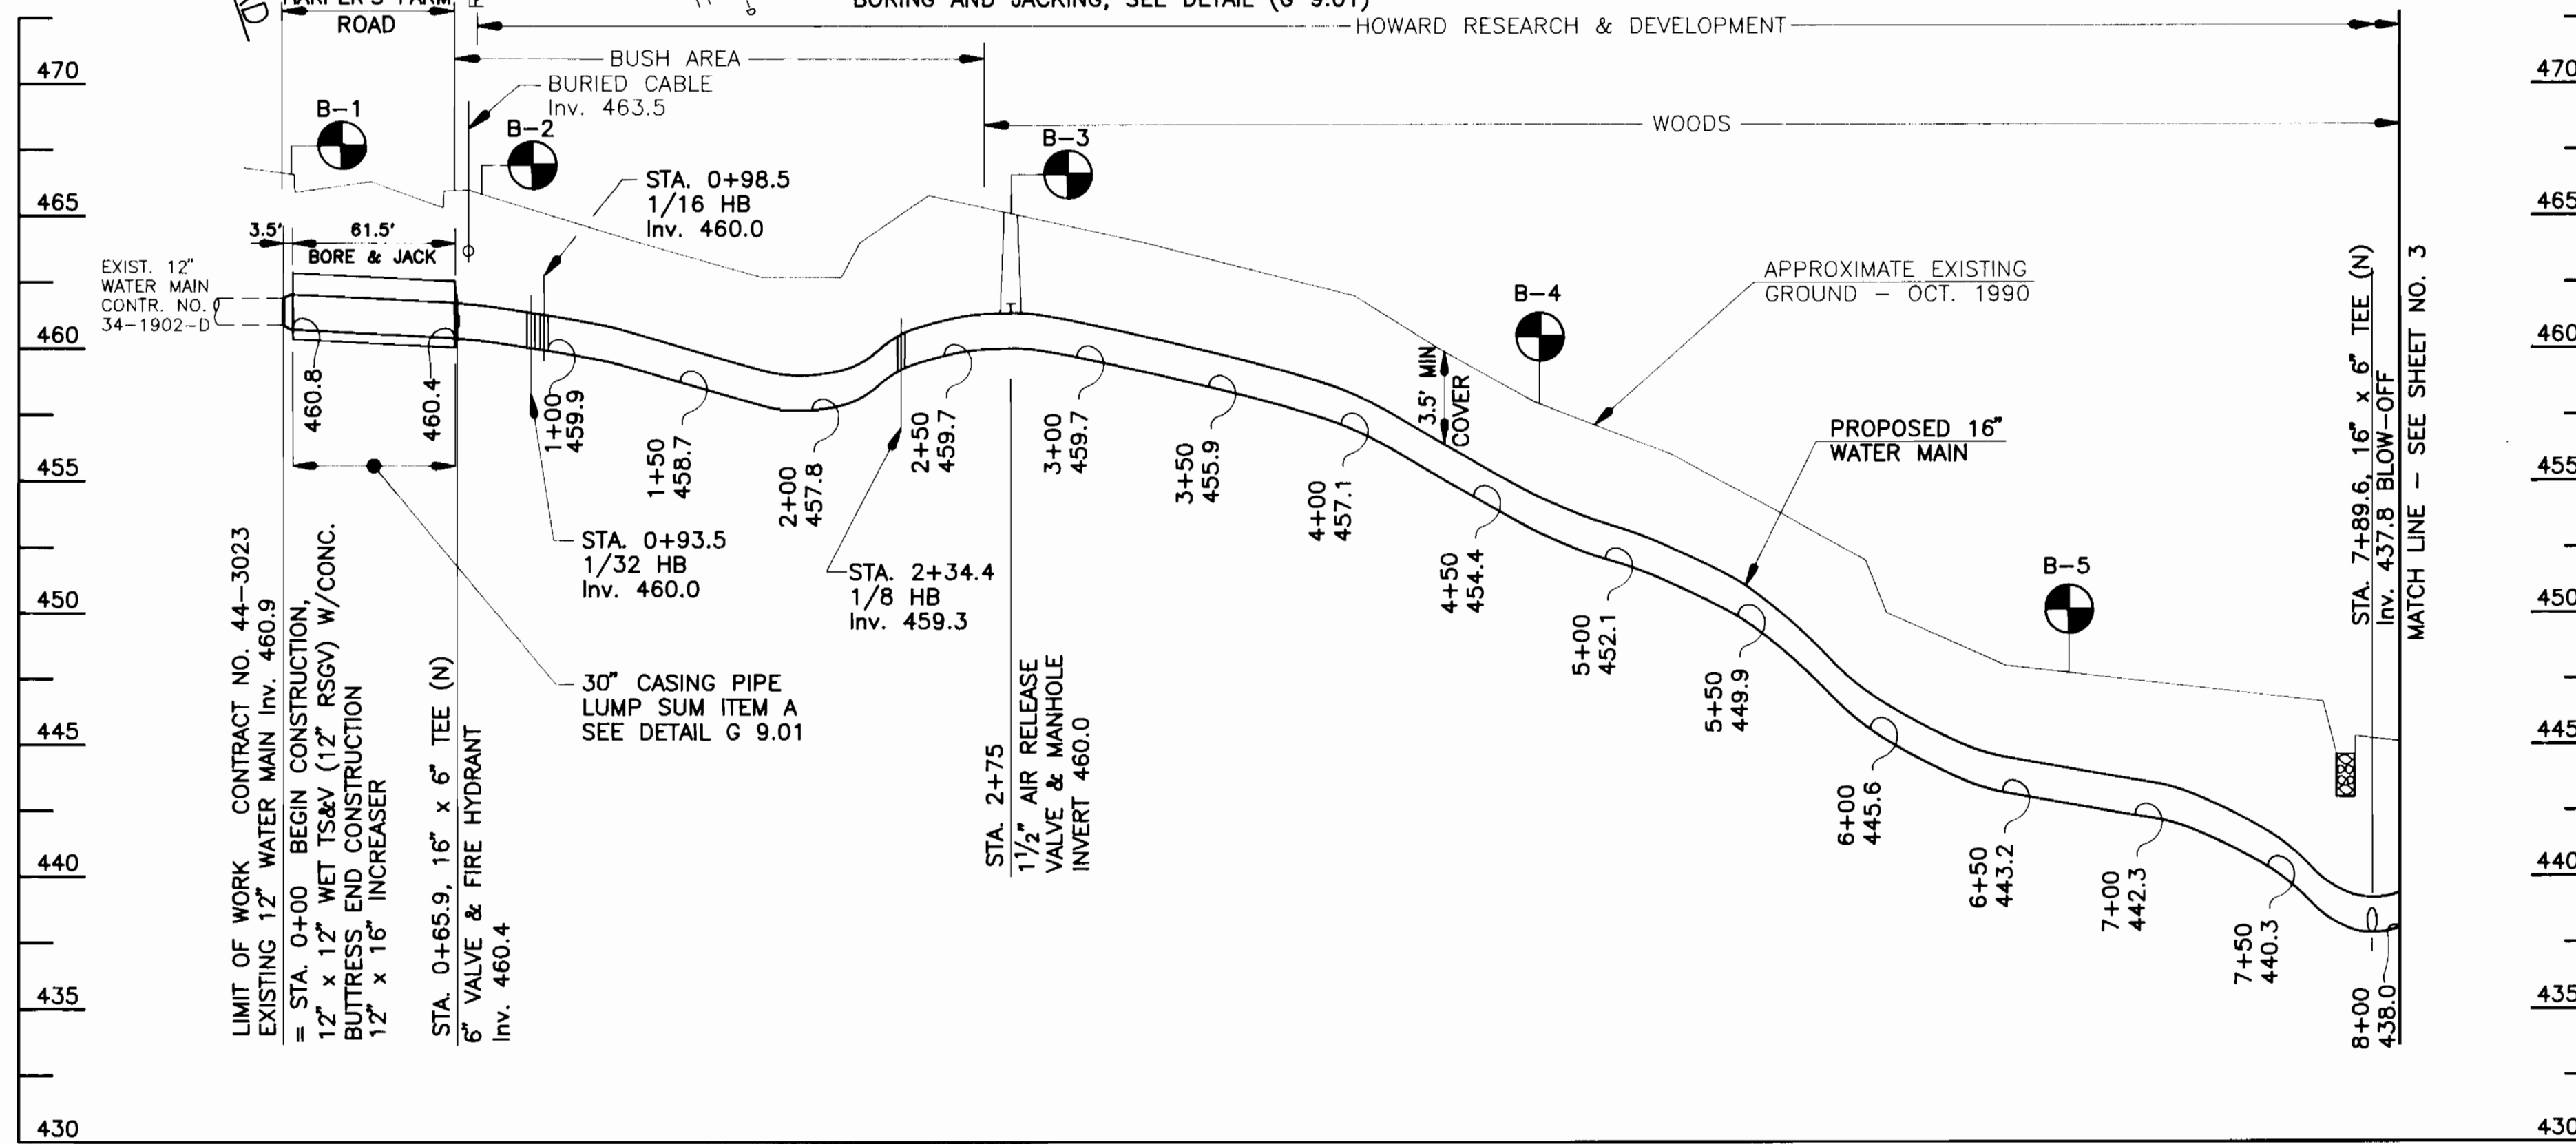 HARPER'S FARM
ROAD
BORING AND JACKING, SEE DETAIL (G 9.01)
HOWARD RESEARCH & DEVELOPMENT
BUSH AREA
BURIED CABLE
Inv. 463.5
WOODS
470
465
460
455
450
445
440
435
430
470
465
460
455
450
445
440
435
430
B-1
B-2
B-3
B-4
B-5
STA. 0+98.5
1/16 HB
Inv. 460.0
3.5'
61.5'
BORE & JACK
EXIST. 12"
WATER MAIN
CONTR. NO.
34-1902-D
APPROXIMATE EXISTING
GROUND - OCT. 1990
3.5' MIN
COVER
PROPOSED 16"
WATER MAIN
460.8
460.4
1+00
459.9
1+50
458.7
2+00
457.8
2+50
459.7
3+00
459.7
3+50
455.9
4+00
457.1
4+50
454.4
5+00
452.1
5+50
449.9
6+00
445.6
6+50
443.2
7+00
442.3
7+50
440.3
8+00
438.0
STA. 0+93.5
1/32 HB
Inv. 460.0
STA. 2+34.4
1/8 HB
Inv. 459.3
30" CASING PIPE
LUMP SUM ITEM A
SEE DETAIL G 9.01
LIMIT OF WORK CONTRACT NO. 44-3023
EXISTING 12" WATER MAIN Inv. 460.9
= STA. 0+00 BEGIN CONSTRUCTION,
12" x 12" WET TS&V (12" RSGV) W/CONC.
BUTTRESS END CONSTRUCTION
12" x 16" INCREASER
STA. 0+65.9, 16" x 6" TEE (N)
6" VALVE & FIRE HYDRANT
Inv. 460.4
STA. 2+75
1 1/2" AIR RELEASE
VALVE & MANHOLE
INVERT 460.0
STA. 7+89.6, 16" x 6" TEE (N)
Inv. 437.8 BLOW-OFF
MATCH LINE - SEE SHEET NO. 3